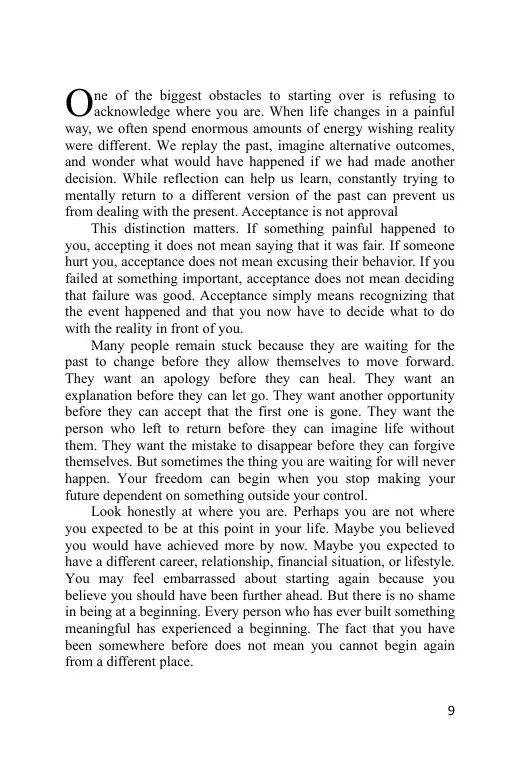 One of the biggest obstacles to starting over is refusing to
acknowledge where you are. When life changes in a painful
way, we often spend enormous amounts of energy wishing reality
were different. We replay the past, imagine alternative outcomes,
and wonder what would have happened if we had made another
decision. While reflection can help us learn, constantly trying to
mentally return to a different version of the past can prevent us
from dealing with the present. Acceptance is not approval
This distinction matters. If something painful happened to
you, accepting it does not mean saying that it was fair. If someone
hurt you, acceptance does not mean excusing their behavior. If you
failed at something important, acceptance does not mean deciding
that failure was good. Acceptance simply means recognizing that
the event happened and that you now have to decide what to do
with the reality in front of you.
Many people remain stuck because they are waiting for the
past to change before they allow themselves to move forward.
They want an apology before they can heal. They want an
explanation before they can let go. They want another opportunity
before they can accept that the first one is gone. They want the
person who left to return before they can imagine life without
them. They want the mistake to disappear before they can forgive
themselves. But sometimes the thing you are waiting for will never
happen. Your freedom can begin when you stop making your
future dependent on something outside your control.
Look honestly at where you are. Perhaps you are not where
you expected to be at this point in your life. Maybe you believed
you would have achieved more by now. Maybe you expected to
have a different career, relationship, financial situation, or lifestyle.
You may feel embarrassed about starting again because you
believe you should have been further ahead. But there is no shame
in being at a beginning. Every person who has ever built something
meaningful has experienced a beginning. The fact that you have
been somewhere before does not mean you cannot begin again
from a different place.
9